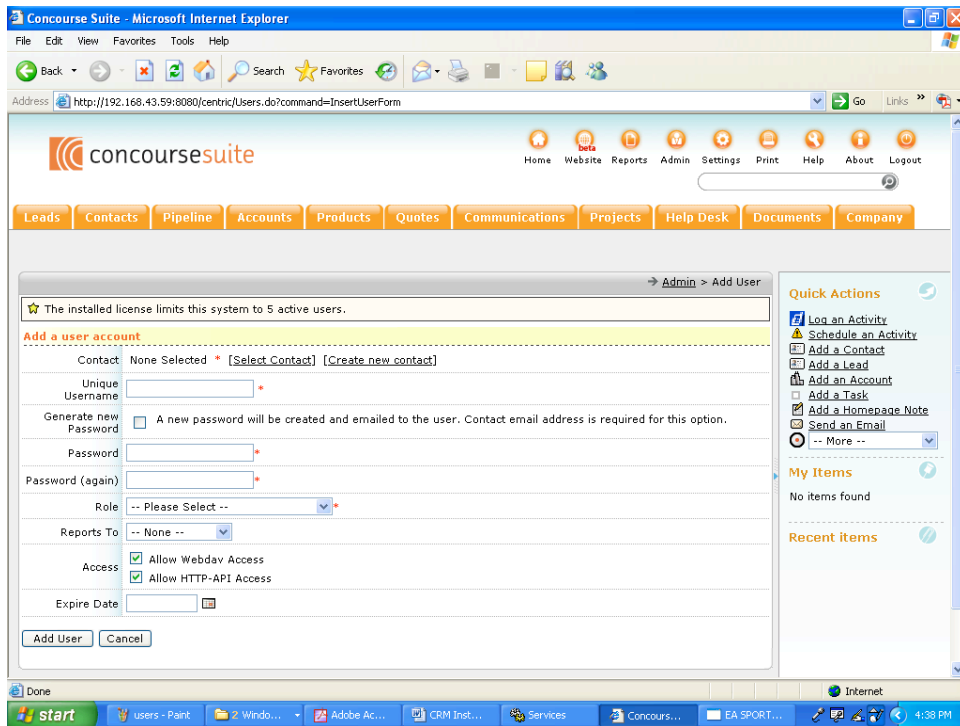 Concourse Suite - Microsoft Internet Explorer
File Edit View Favorites Tools Help
Back Search Favorites
Address http://192.168.43.59:8080/centric/Users.do?command=InsertUserForm Go Links »
concoursesuite
beta
Home Website Reports Admin Settings Print Help About Logout
Leads Contacts Pipeline Accounts Products Quotes Communications Projects Help Desk Documents Company
→ Admin > Add User
The installed license limits this system to 5 active users.
Add a user account
Contact None Selected * [Select Contact] [Create new contact]
Unique Username *
Generate new Password A new password will be created and emailed to the user. Contact email address is required for this option.
Password *
Password (again) *
Role -- Please Select -- *
Reports To -- None --
Access Allow Webdav Access
Allow HTTP-API Access
Expire Date
Add User Cancel
Quick Actions
Log an Activity
Schedule an Activity
Add a Contact
Add a Lead
Add an Account
Add a Task
Add a Homepage Note
Send an Email
-- More --
My Items
No items found
Recent items
Done Internet
start users - Paint 2 Windo... Adobe Ac... CRM Inst... Services Concours... EA SPORT... 4:38 PM